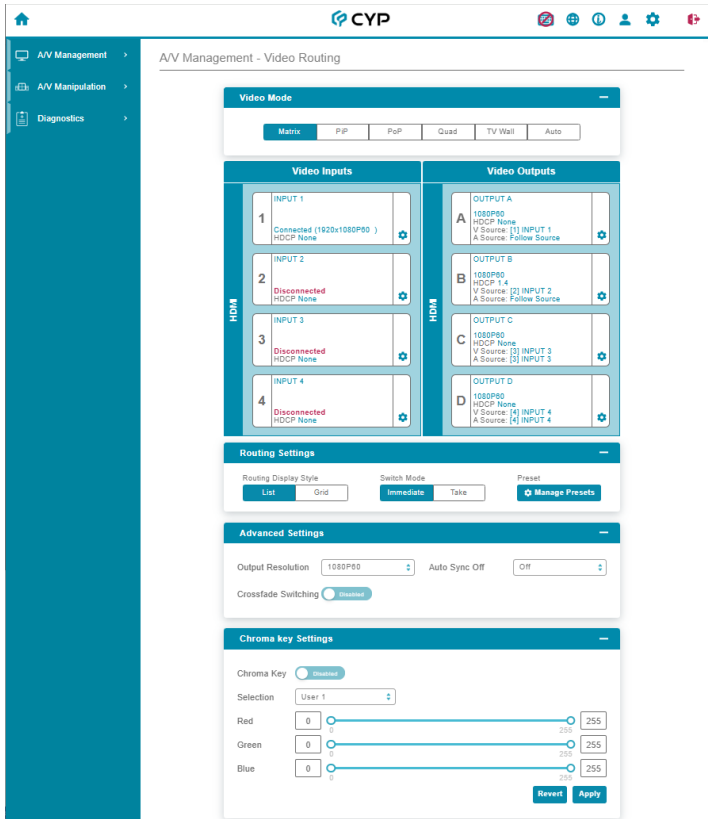 CYP
A/V Management
A/V Manipulation
Diagnostics
A/V Management - Video Routing
Video Mode
Matrix PiP PoP Quad TV Wall Auto
Video Inputs
HDMI
1
INPUT 1
Connected (1920x1080P60 )
HDCP None
2
INPUT 2
Disconnected
HDCP None
3
INPUT 3
Disconnected
HDCP None
4
INPUT 4
Disconnected
HDCP None
Video Outputs
HDMI
A
OUTPUT A
1080P60
HDCP None
V Source: [1] INPUT 1
A Source: Follow Source
B
OUTPUT B
1080P60
HDCP 1.4
V Source: [2] INPUT 2
A Source: Follow Source
C
OUTPUT C
1080P60
HDCP None
V Source: [3] INPUT 3
A Source: [3] INPUT 3
D
OUTPUT D
1080P60
HDCP None
V Source: [4] INPUT 4
A Source: [4] INPUT 4
Routing Settings
Routing Display Style Switch Mode Preset
List Grid Immediate Take Manage Presets
Advanced Settings
Output Resolution 1080P60 Auto Sync Off Off
Crossfade Switching Disabled
Chroma key Settings
Chroma Key Disabled
Selection User 1
Red 0 255
0 255
Green 0 255
0 255
Blue 0 255
0 255
Revert Apply